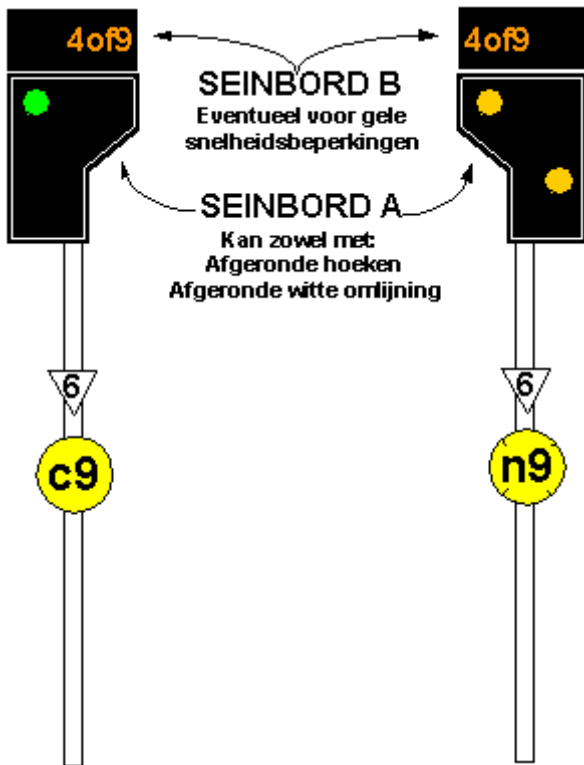 4of9
4of9
SEINBORD B
Eventueel voor gele
snelheidsbeperkingen
SEINBORD A
Kan zowel met:
Afgeronde hoeken
Afgeronde witte omlijning
6
6
c9
n9